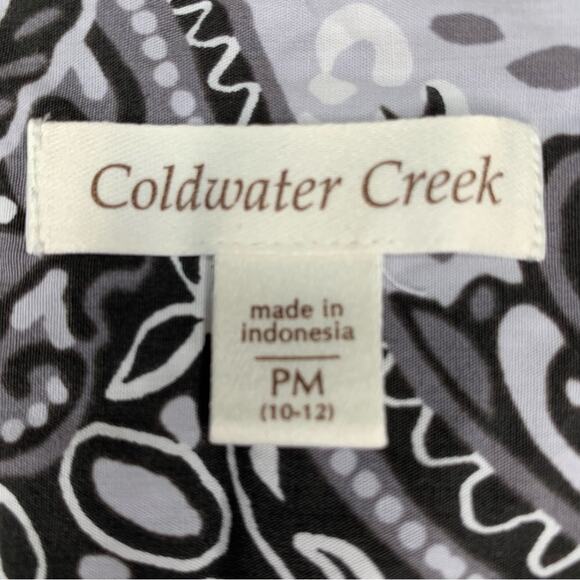 Coldwater Creek
made in
indonesia
PM
(10-12)